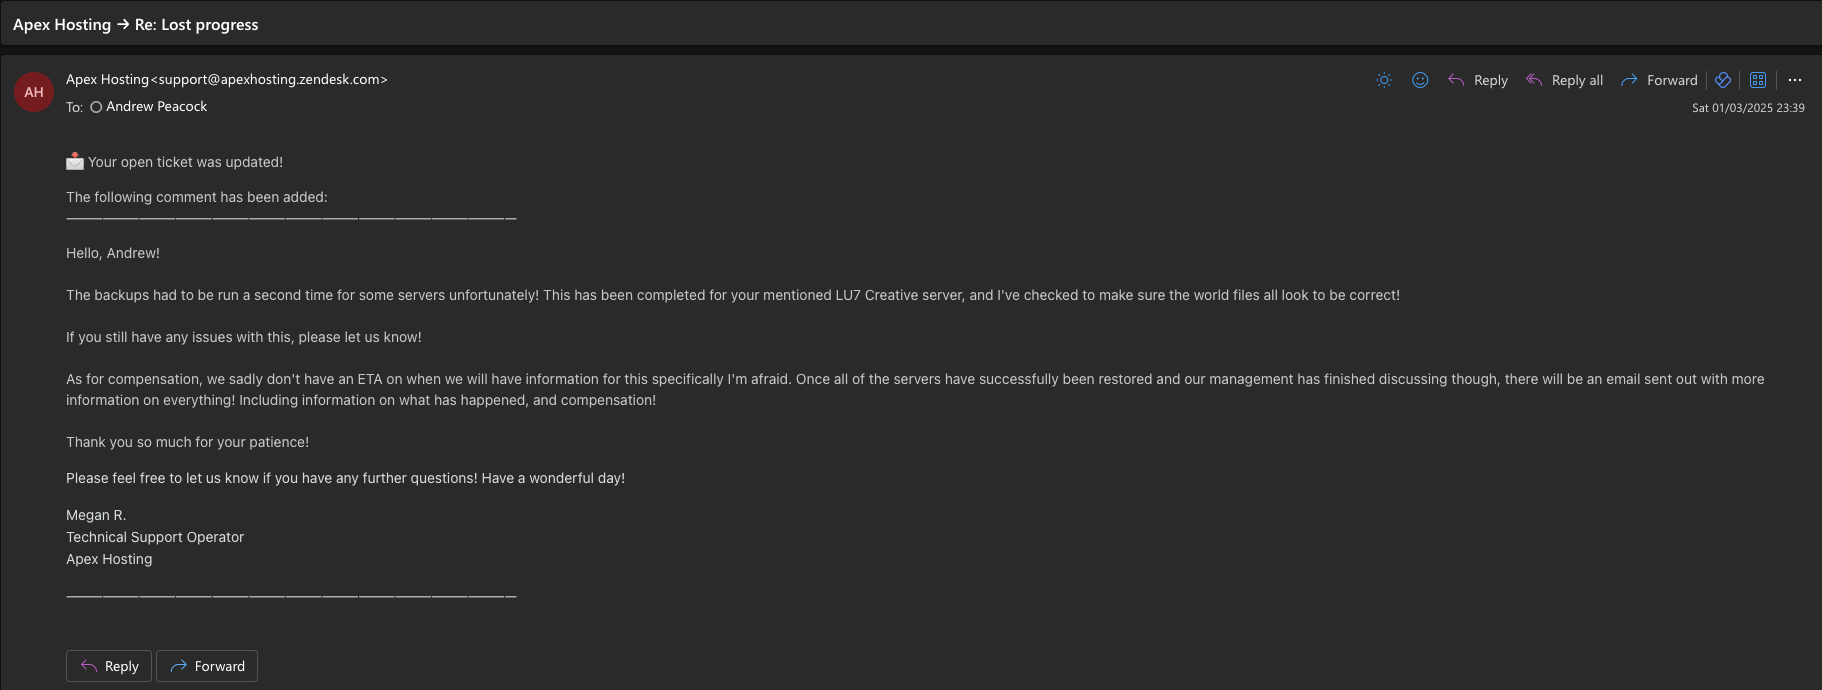 Apex Hosting → Re: Lost progress
AH
Apex Hosting<support@apexhosting.zendesk.com>
Reply
Reply all
Forward
To: Andrew Peacock
Sat 01/03/2025 23:39
📩 Your open ticket was updated!
The following comment has been added:
Hello, Andrew!
The backups had to be run a second time for some servers unfortunately! This has been completed for your mentioned LU7 Creative server, and I've checked to make sure the world files all look to be correct!
If you still have any issues with this, please let us know!
As for compensation, we sadly don't have an ETA on when we will have information for this specifically I'm afraid. Once all of the servers have successfully been restored and our management has finished discussing though, there will be an email sent out with more
information on everything! Including information on what has happened, and compensation!
Thank you so much for your patience!
Please feel free to let us know if you have any further questions! Have a wonderful day!
Megan R.
Technical Support Operator
Apex Hosting
Reply
Forward